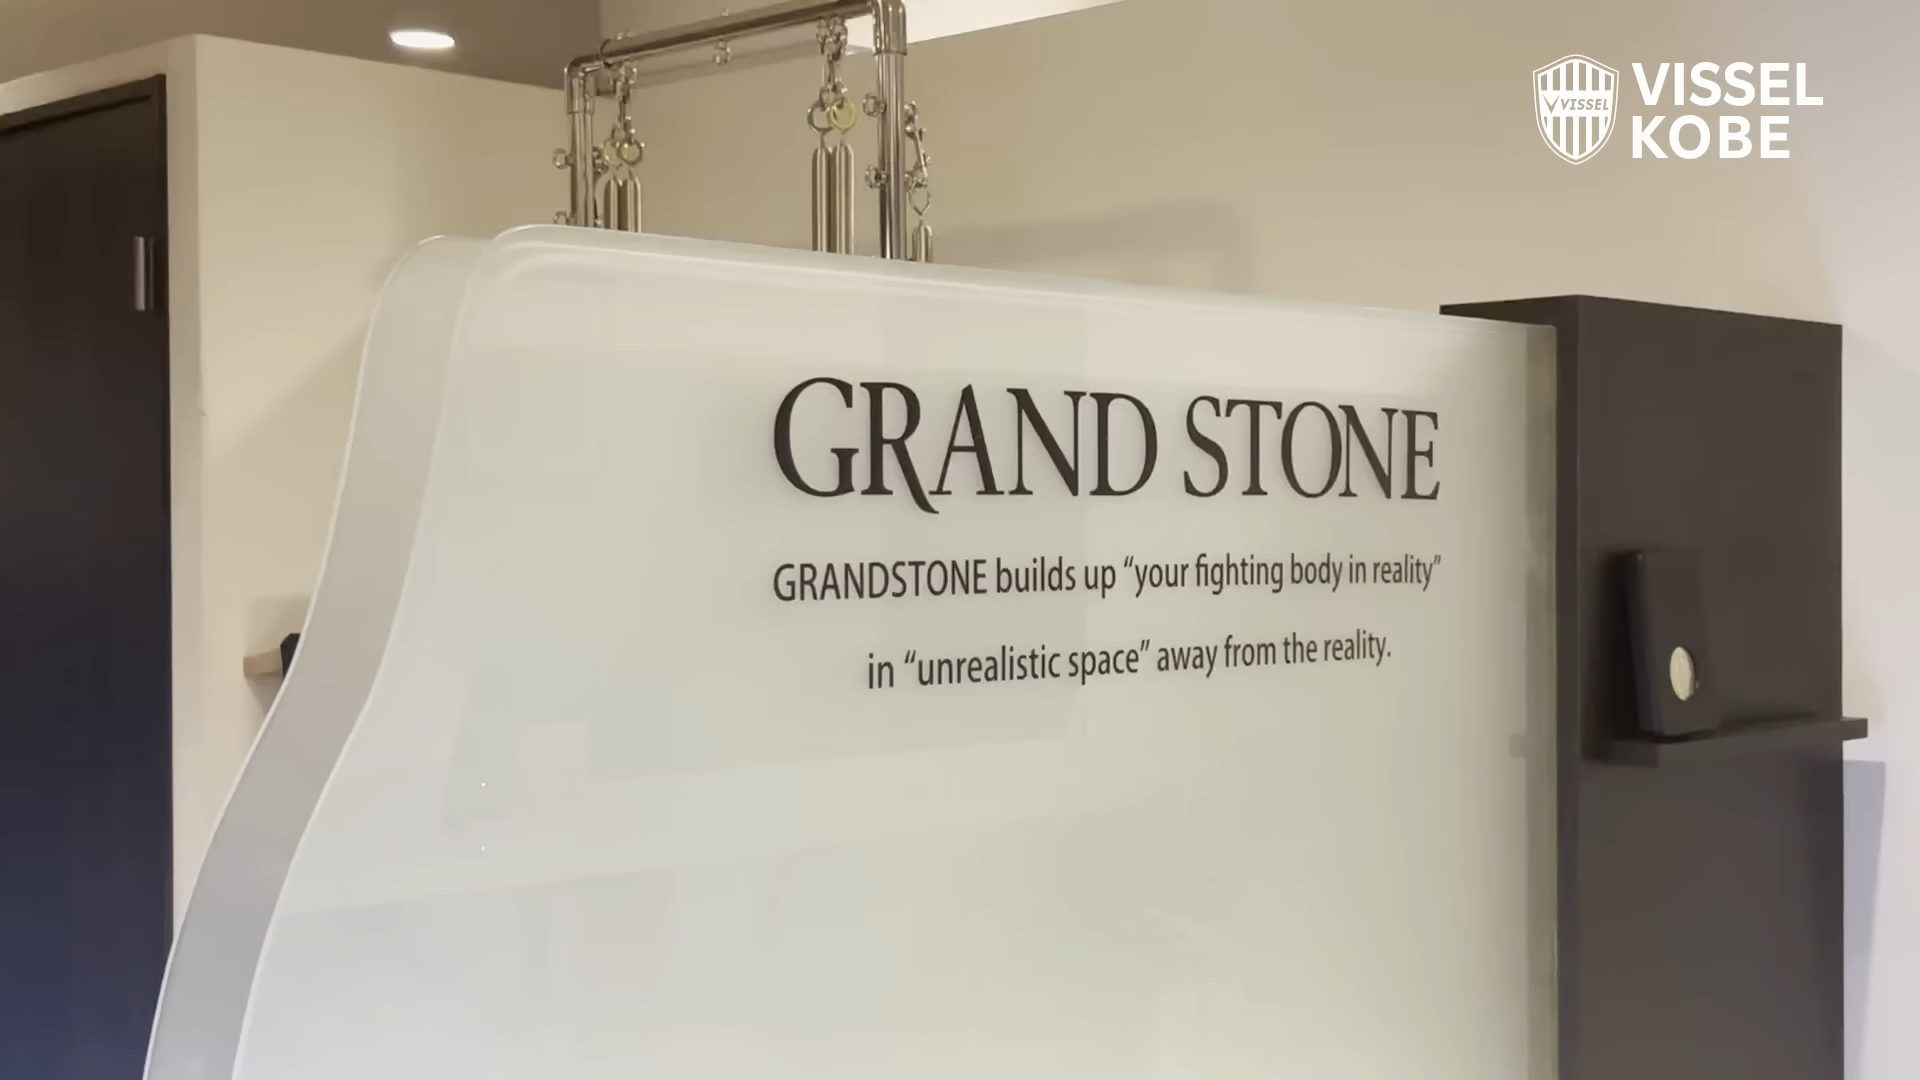 VISSEL
VISSEL
KOBE
GRAND STONE
GRANDSTONE builds up “your fighting body in reality”
in “unrealistic space” away from the reality.